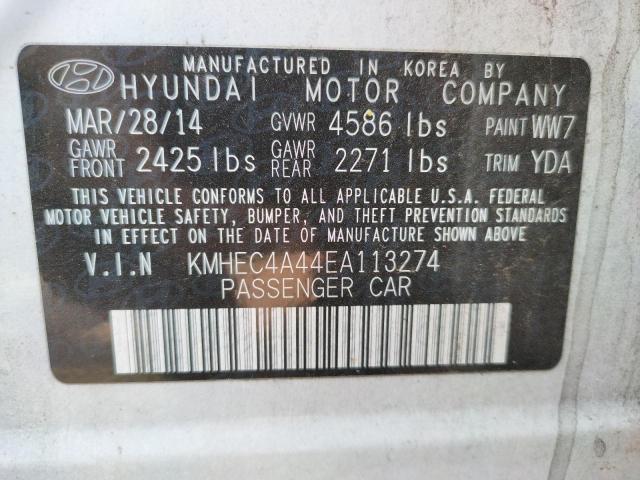 MANUFACTURED IN KOREA BY
HYUNDAI MOTOR COMPANY
MAR/28/14 GVWR 4586 lbs PAINT WW7
GAWR FRONT 2425 lbs GAWR REAR 2271 lbs TRIM YDA
THIS VEHICLE CONFORMS TO ALL APPLICABLE U.S.A. FEDERAL
MOTOR VEHICLE SAFETY, BUMPER, AND THEFT PREVENTION STANDARDS
IN EFFECT ON THE DATE OF MANUFACTURE SHOWN ABOVE.
V.I.N KMHEC4A44EA113274
PASSENGER CAR